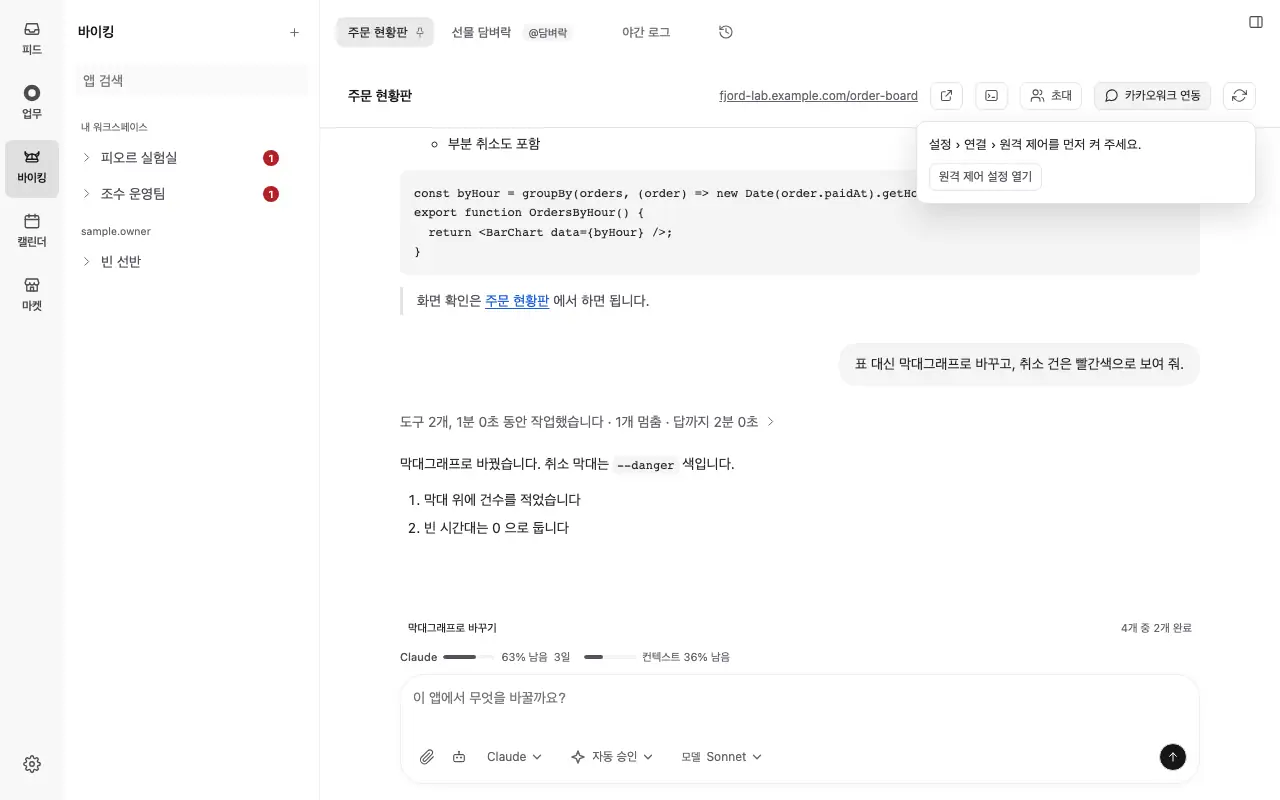 피드
업무
바이킹
캘린더
마켓
바이킹
앱 검색
내 워크스페이스
피오르 실험실 1
조수 운영팀 1
sample.owner
빈 선반
주문 현황판 선물 담벼락 @담벼락 야간 로그
주문 현황판 fjord-lab.example.com/order-board 초대 카카오워크 연동
설정 › 연결 › 원격 제어를 먼저 켜 주세요.
원격 제어 설정 열기
부분 취소도 포함
const byHour = groupBy(orders, (order) => new Date(order.paidAt).getHo
export function OrdersByHour() {
return <BarChart data={byHour} />;
}
화면 확인은 주문 현황판 에서 하면 됩니다.
표 대신 막대그래프로 바꾸고, 취소 건은 빨간색으로 보여 줘.
도구 2개, 1분 0초 동안 작업했습니다 · 1개 멈춤 · 답까지 2분 0초
막대그래프로 바꿨습니다. 취소 막대는 --danger 색입니다.
1. 막대 위에 건수를 적었습니다
2. 빈 시간대는 0 으로 둡니다
막대그래프로 바꾸기 4개 중 2개 완료
Claude 63% 남음 3일 컨텍스트 36% 남음
이 앱에서 무엇을 바꿀까요?
Claude 자동 승인 모델 Sonnet